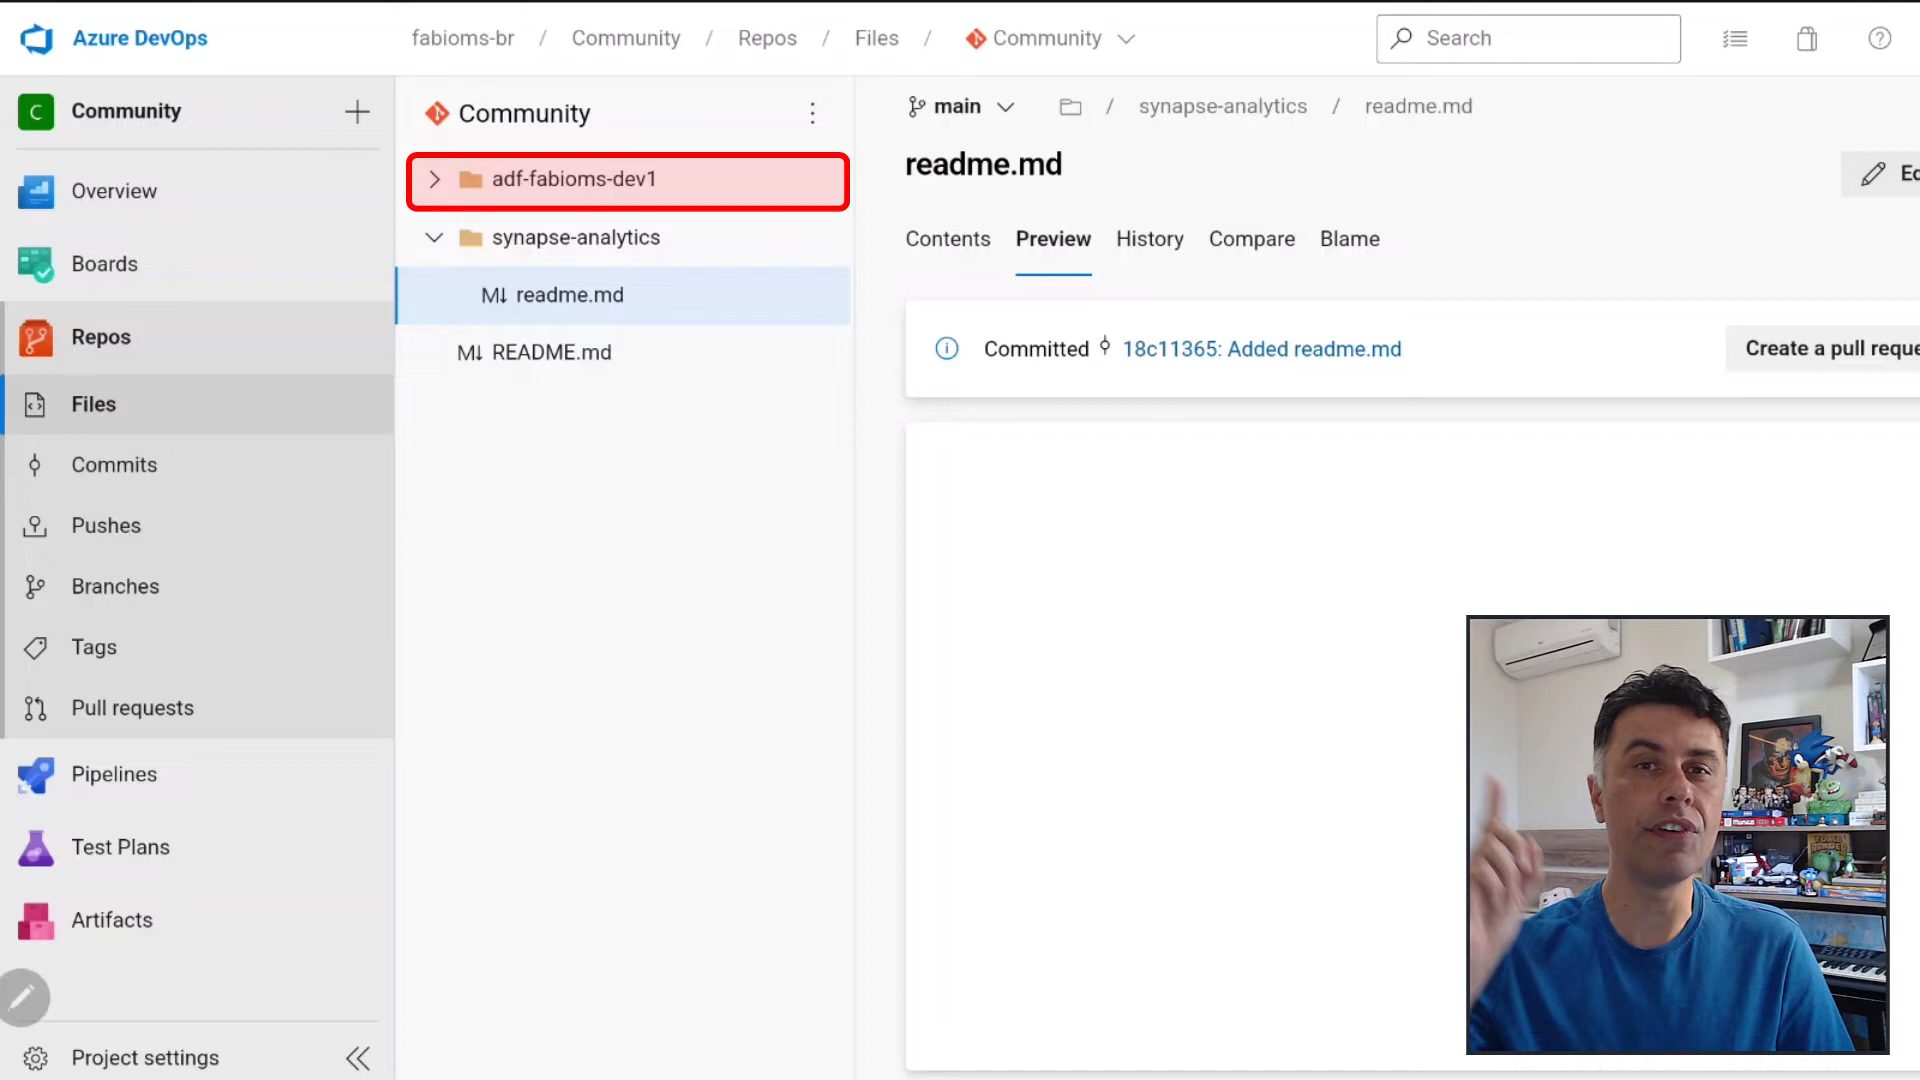 Azure DevOps
fabioms-br / Community / Repos / Files / Community
Search
C Community
Overview
Boards
Repos
Files
Commits
Pushes
Branches
Tags
Pull requests
Pipelines
Test Plans
Artifacts
Project settings
Community
adf-fabioms-dev1
synapse-analytics
M↓ readme.md
M↓ README.md
main / synapse-analytics / readme.md
readme.md
Ed
Contents Preview History Compare Blame
Committed 18c11365: Added readme.md
Create a pull reque